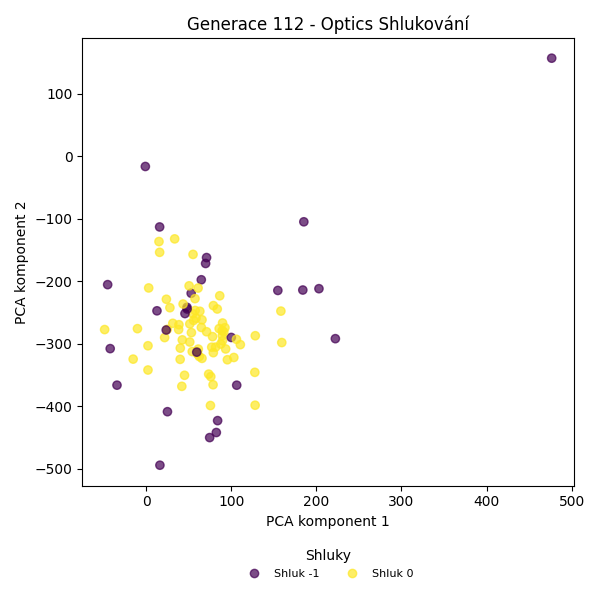 Generace 112 - Optics Shlukování
PCA komponent 2
100
0
−100
−200
−300
−400
−500
0
100
200
300
400
500
PCA komponent 1
Shluky
Shluk -1
Shluk 0